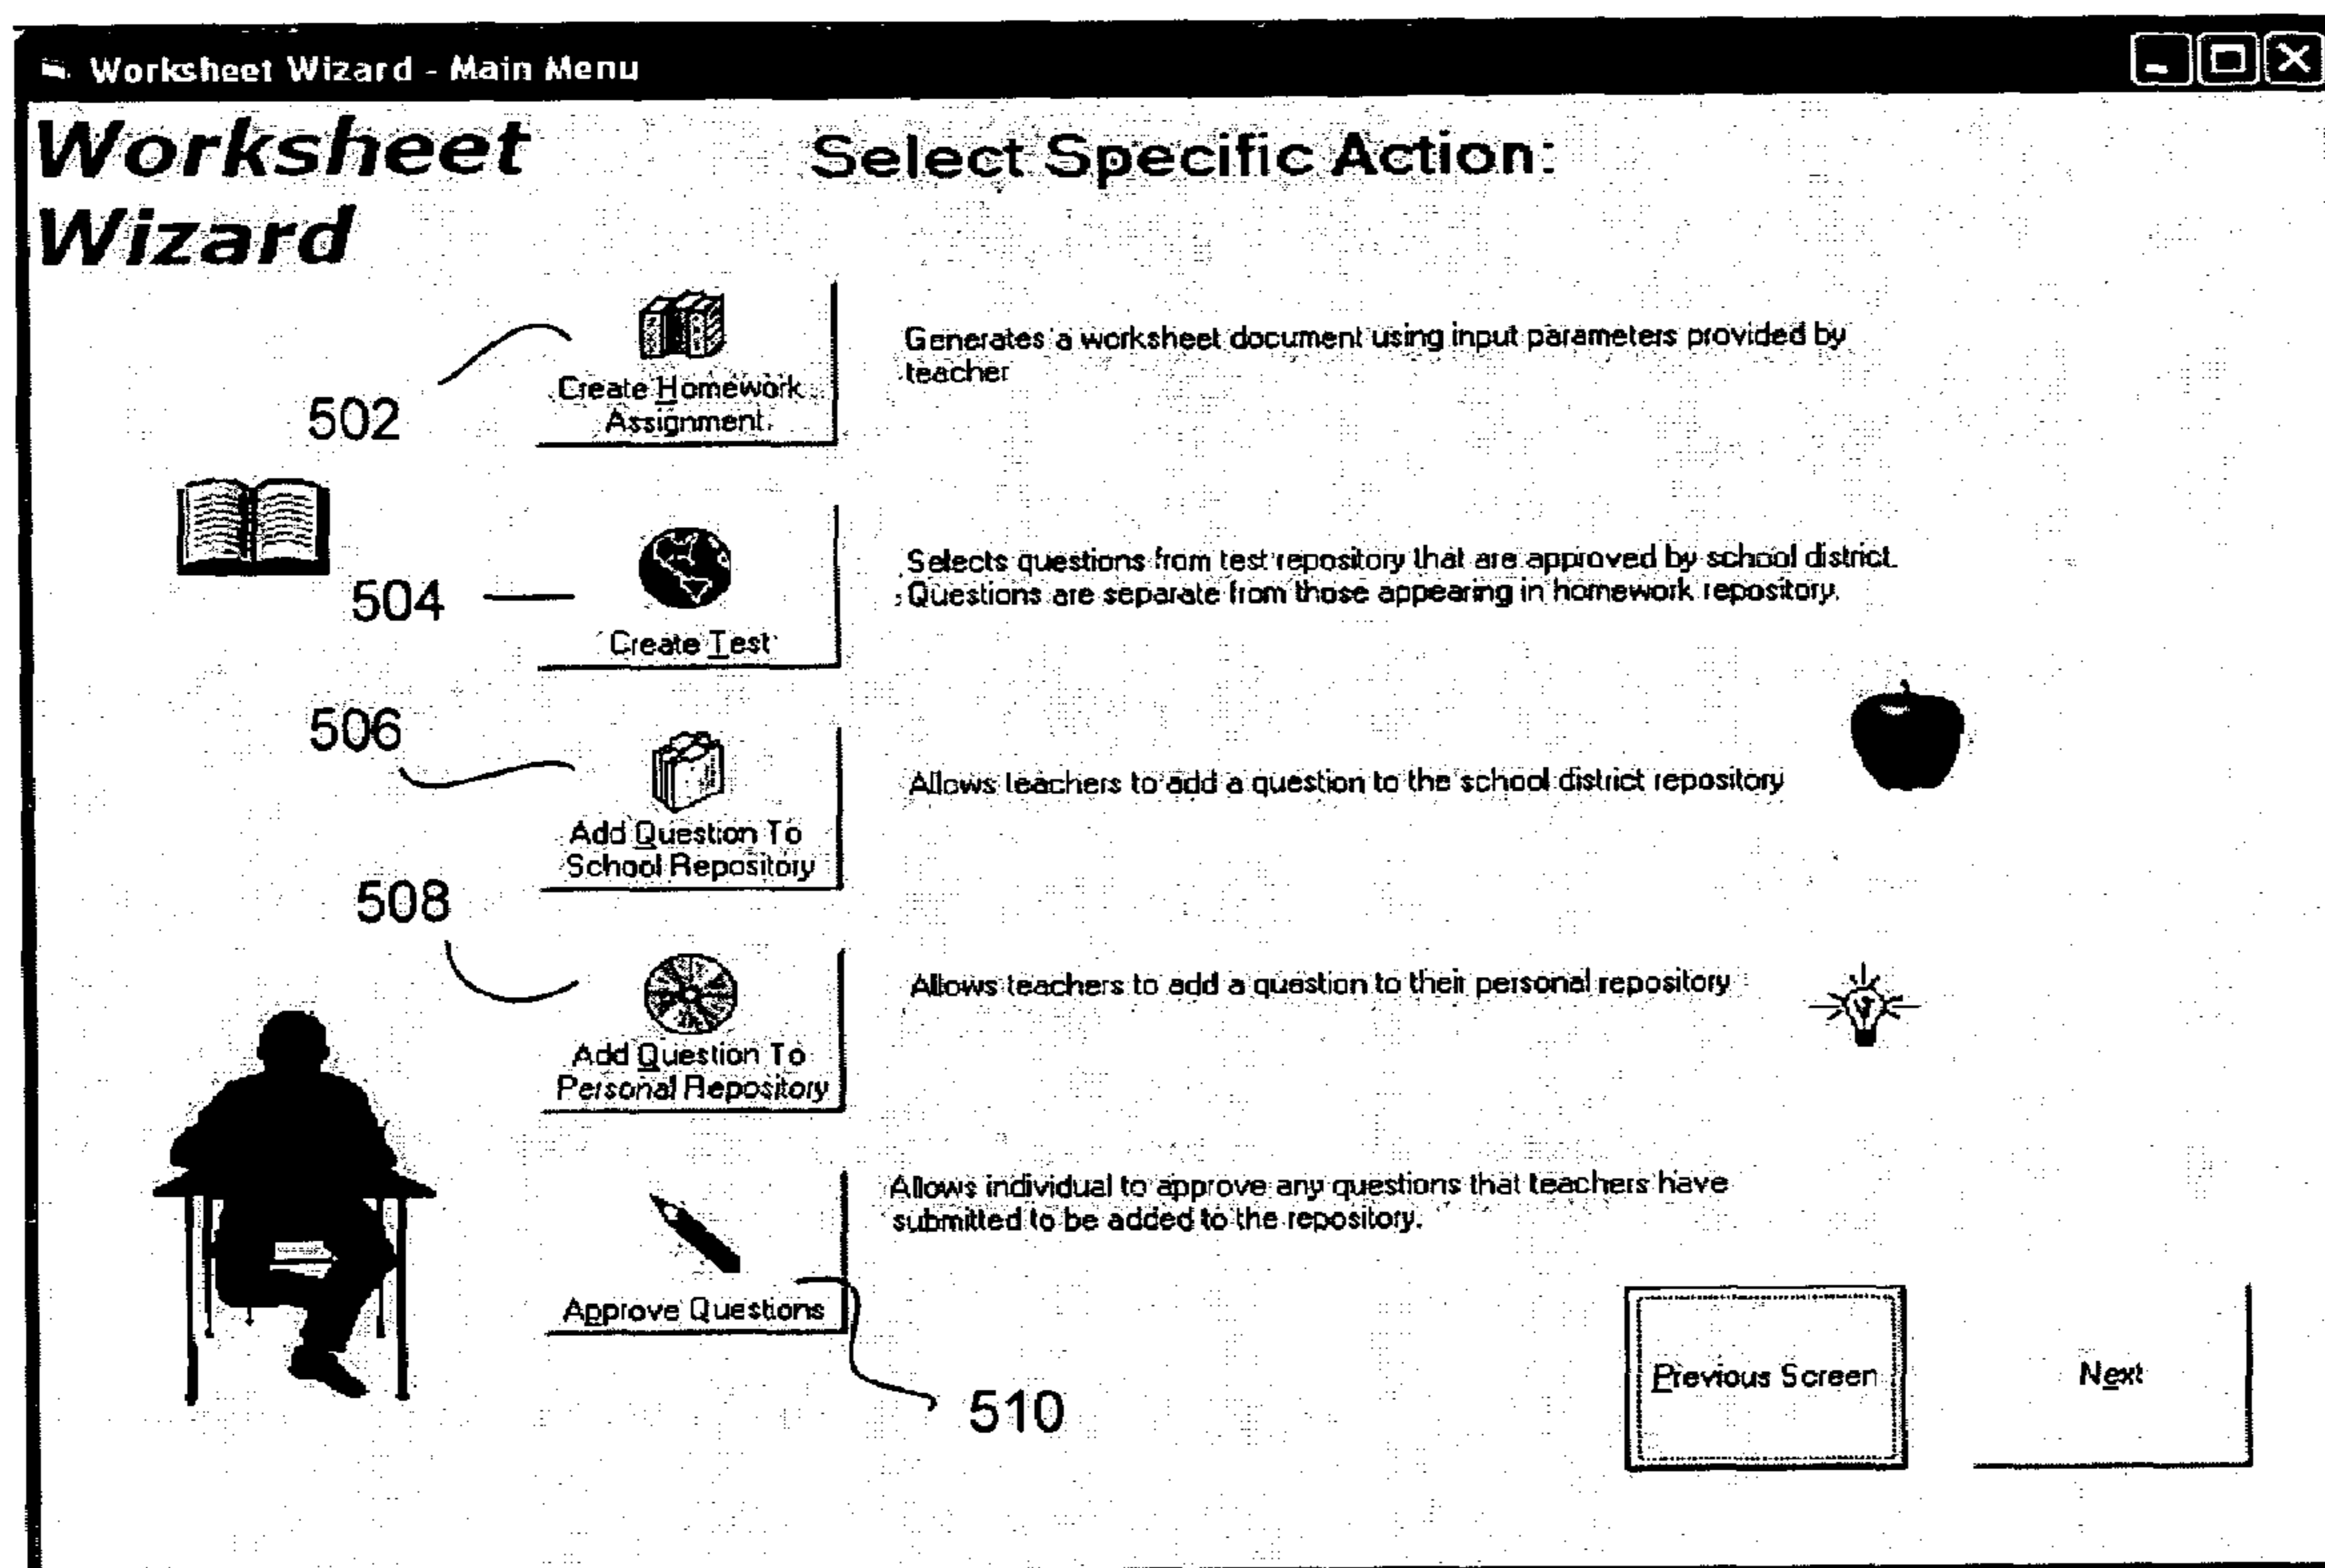 Worksheet Wizard - Main Menu
Worksheet
Wizard
Select Specific Action:
502
Create Homework
Assignment
Generates a worksheet document using input parameters provided by
teacher
504
Create Test
Selects questions from test repository that are approved by school district.
Questions are separate from those appearing in homework repository.
506
Add Question To
School Repository
Allows teachers to add a question to the school district repository
508
Add Question To
Personal Repository
Allows teachers to add a question to their personal repository
Approve Questions
Allows individual to approve any questions that teachers have
submitted to be added to the repository.
510
Previous Screen
Next